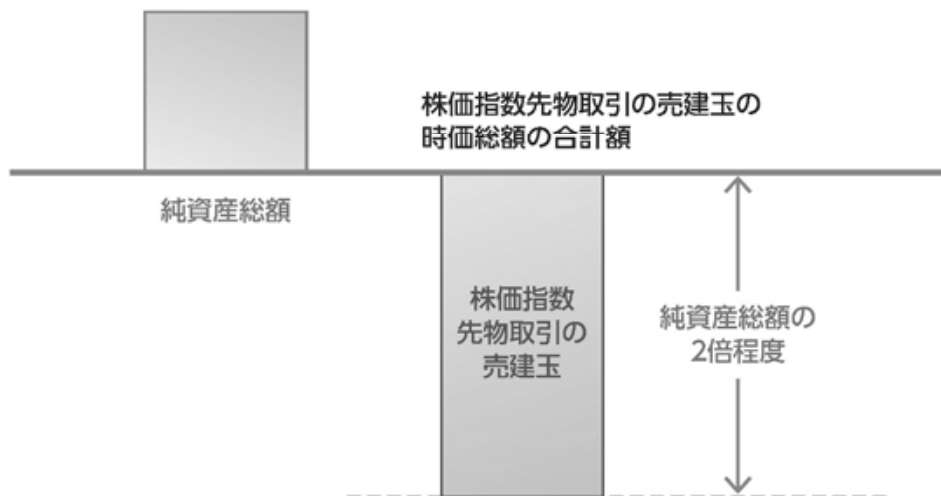 株価指数先物取引の売建玉の
時価総額の合計額
純資産総額
株価指数
先物取引の
売建玉
純資産総額の
2倍程度